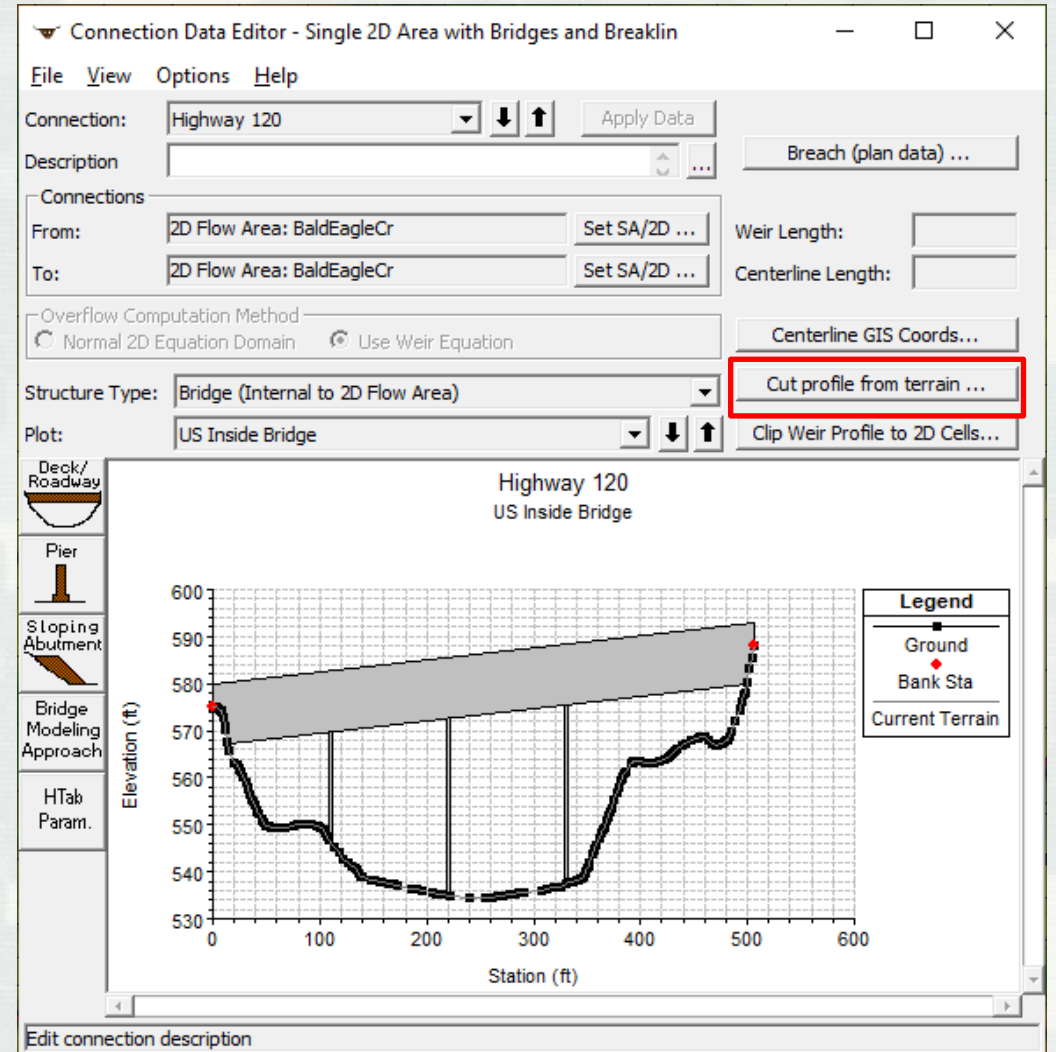 Connection Data Editor - Single 2D Area with Bridges and Breaklin
File View Options Help
Connection: Highway 120 Apply Data
Description ... Breach (plan data) ...
Connections
From: 2D Flow Area: BaldEagleCr Set SA/2D ... Weir Length:
To: 2D Flow Area: BaldEagleCr Set SA/2D ... Centerline Length:
Overflow Computation Method
Normal 2D Equation Domain Use Weir Equation Centerline GIS Coords...
Structure Type: Bridge (Internal to 2D Flow Area) Cut profile from terrain ...
Plot: US Inside Bridge Clip Weir Profile to 2D Cells...
Deck/
Roadway
Pier
Sloping
Abutment
Bridge
Modeling
Approach
HTab
Param.
Highway 120
US Inside Bridge
600
590
580
570
560
550
540
530
Elevation (ft)
0 100 200 300 400 500 600
Station (ft)
Legend
Ground
Bank Sta
Current Terrain
Edit connection description